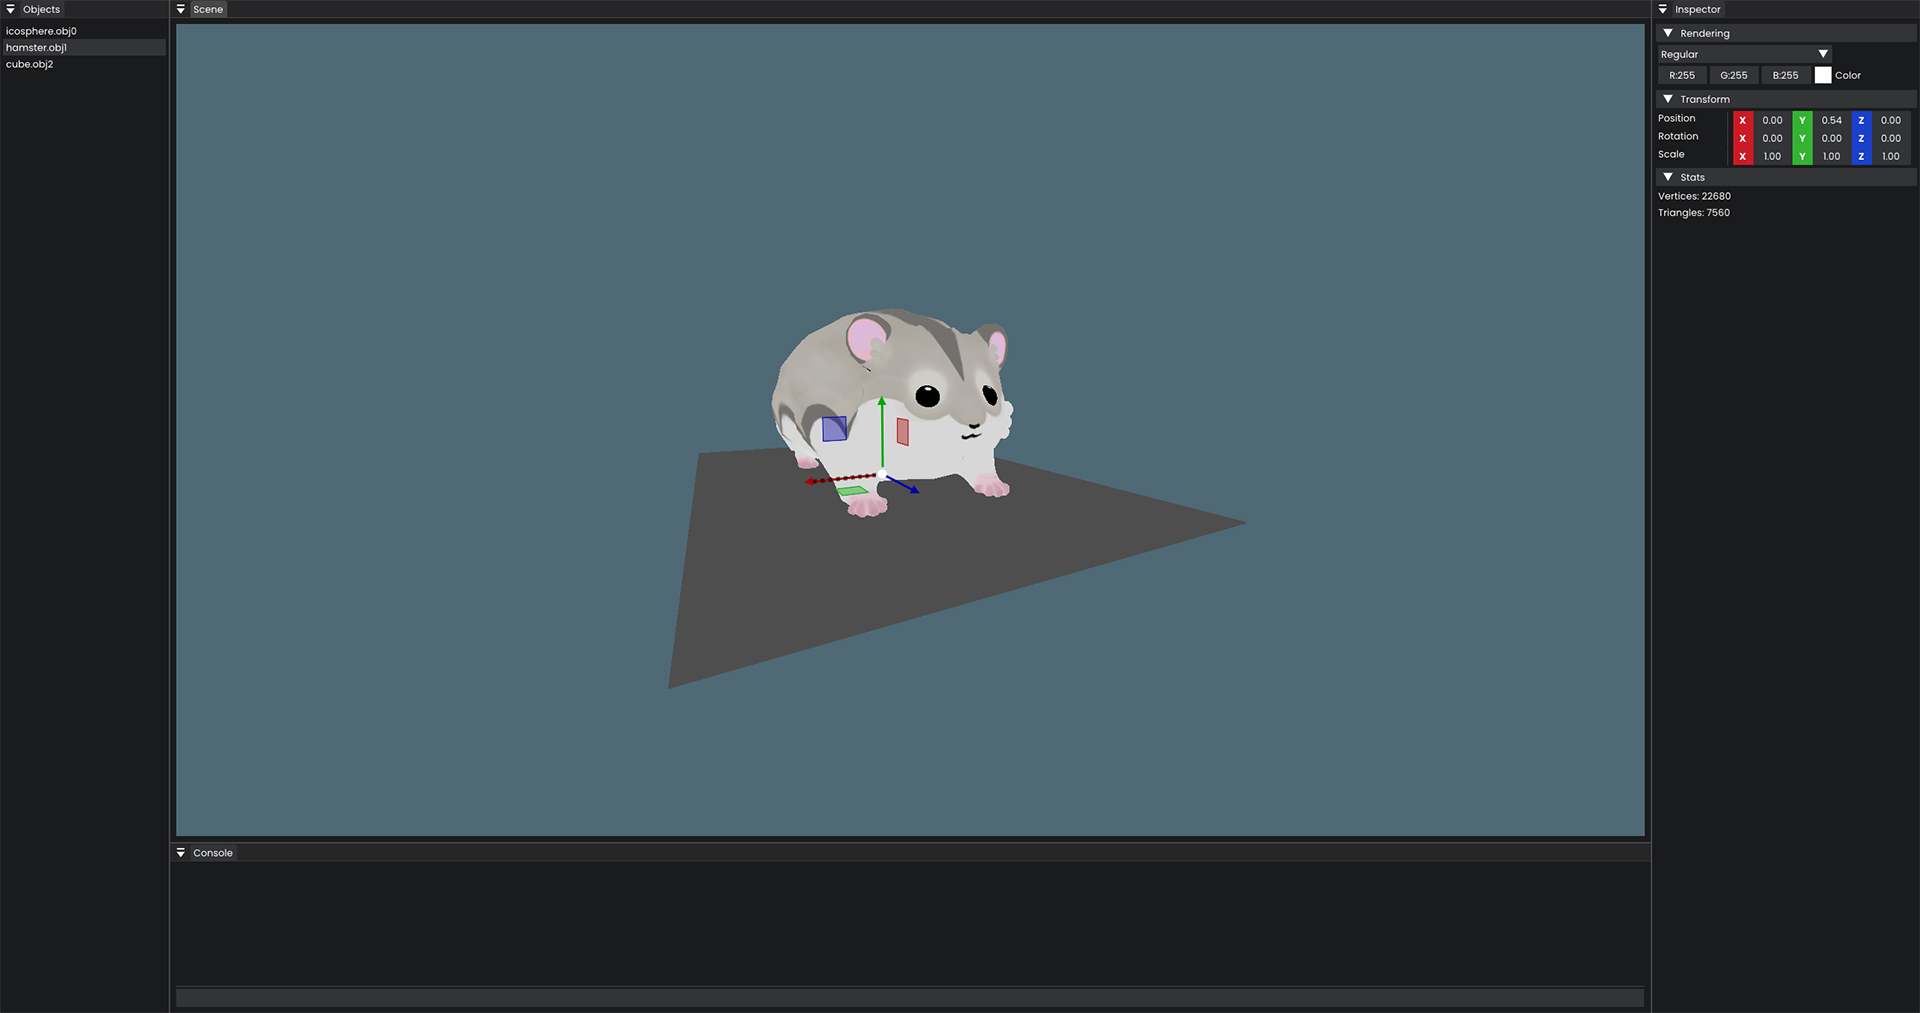 Objects
icosphere.obj0
hamster.obj1
cube.obj2
Scene
Console
Inspector
Rendering
Regular
R:255 G:255 B:255 Color
Transform
Position X 0.00 Y 0.54 Z 0.00
Rotation X 0.00 Y 0.00 Z 0.00
Scale X 1.00 Y 1.00 Z 1.00
Stats
Vertices: 22680
Triangles: 7560